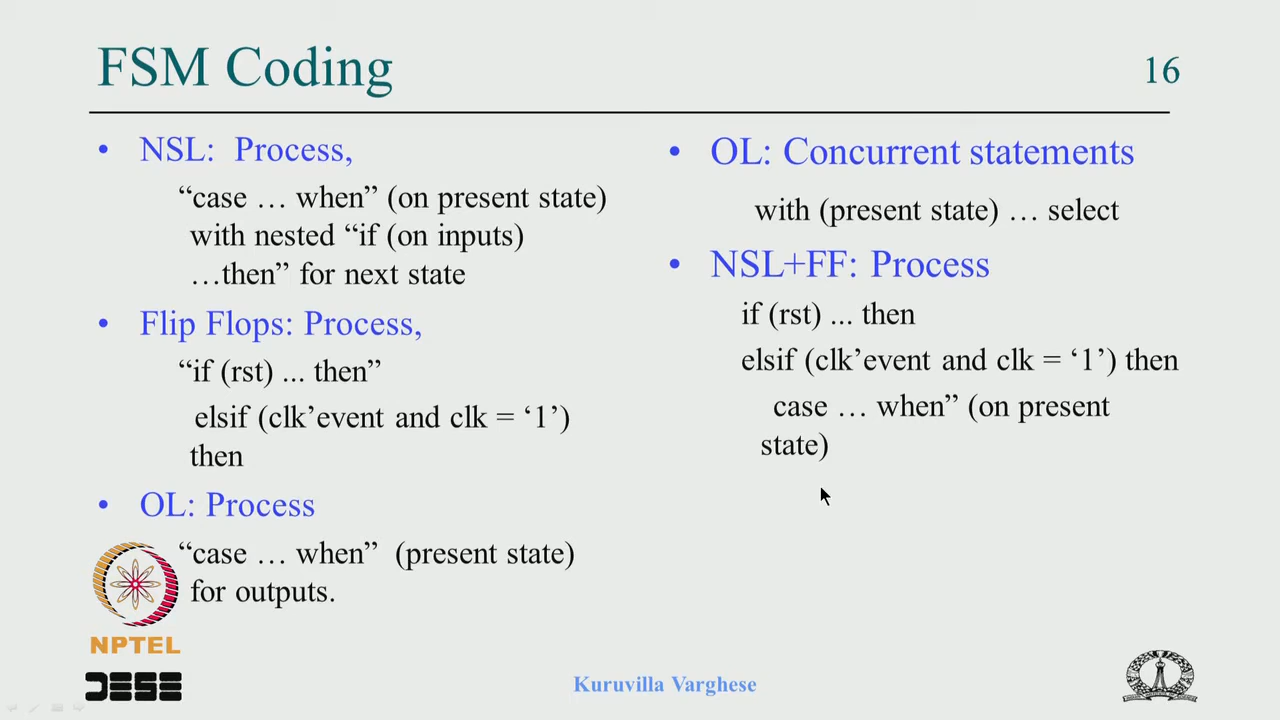 FSM Coding
16
• NSL: Process,
“case … when” (on present state)
with nested “if (on inputs)
…then” for next state
• Flip Flops: Process,
“if (rst) ... then”
elsif (clk’event and clk = ‘1’)
then
• OL: Process
“case … when” (present state)
for outputs.
• OL: Concurrent statements
with (present state) … select
• NSL+FF: Process
if (rst) ... then
elsif (clk’event and clk = ‘1’) then
case … when” (on present
state)
NPTEL
DESE
Kuruvilla Varghese